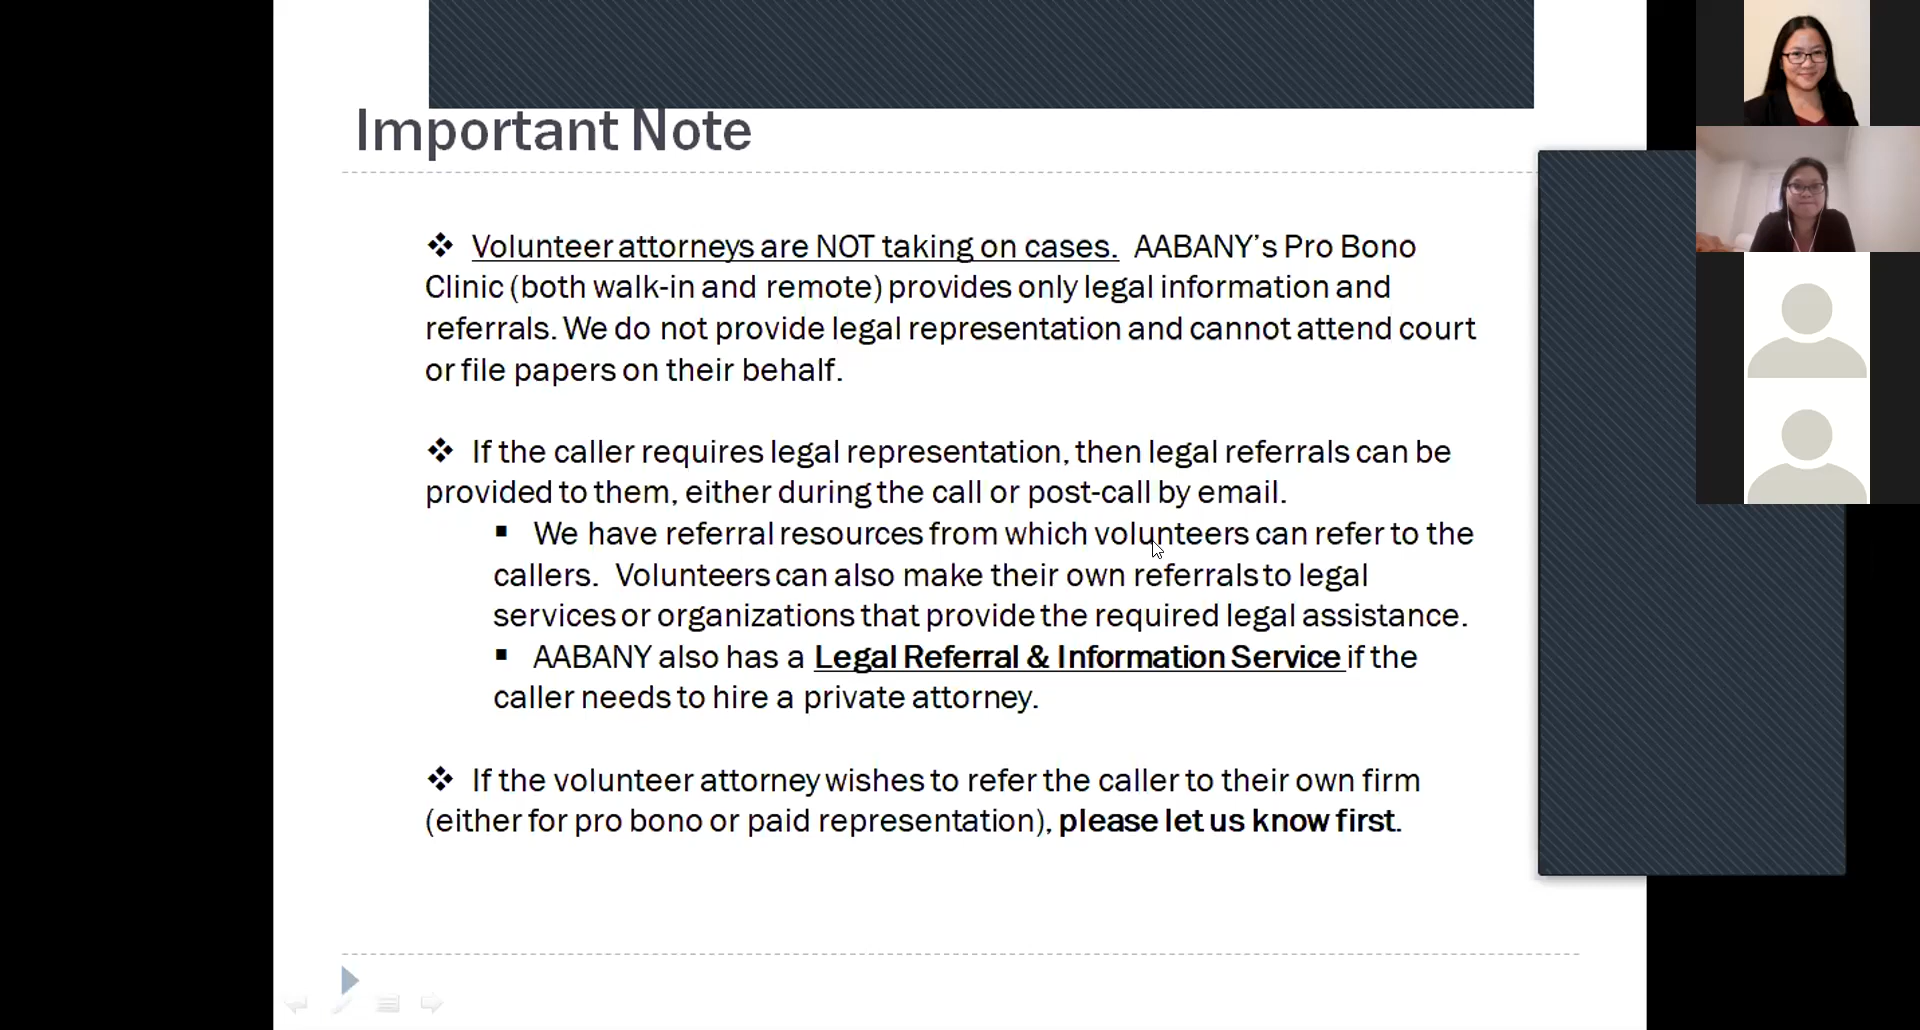 Important Note
❖ Volunteer attorneys are NOT taking on cases. AABANY’s Pro Bono
Clinic (both walk-in and remote) provides only legal information and
referrals. We do not provide legal representation and cannot attend court
or file papers on their behalf.
❖ If the caller requires legal representation, then legal referrals can be
provided to them, either during the call or post-call by email.
▪ We have referral resources from which volunteers can refer to the
callers. Volunteers can also make their own referrals to legal
services or organizations that provide the required legal assistance.
▪ AABANY also has a Legal Referral & Information Service if the
caller needs to hire a private attorney.
❖ If the volunteer attorney wishes to refer the caller to their own firm
(either for pro bono or paid representation), please let us know first.